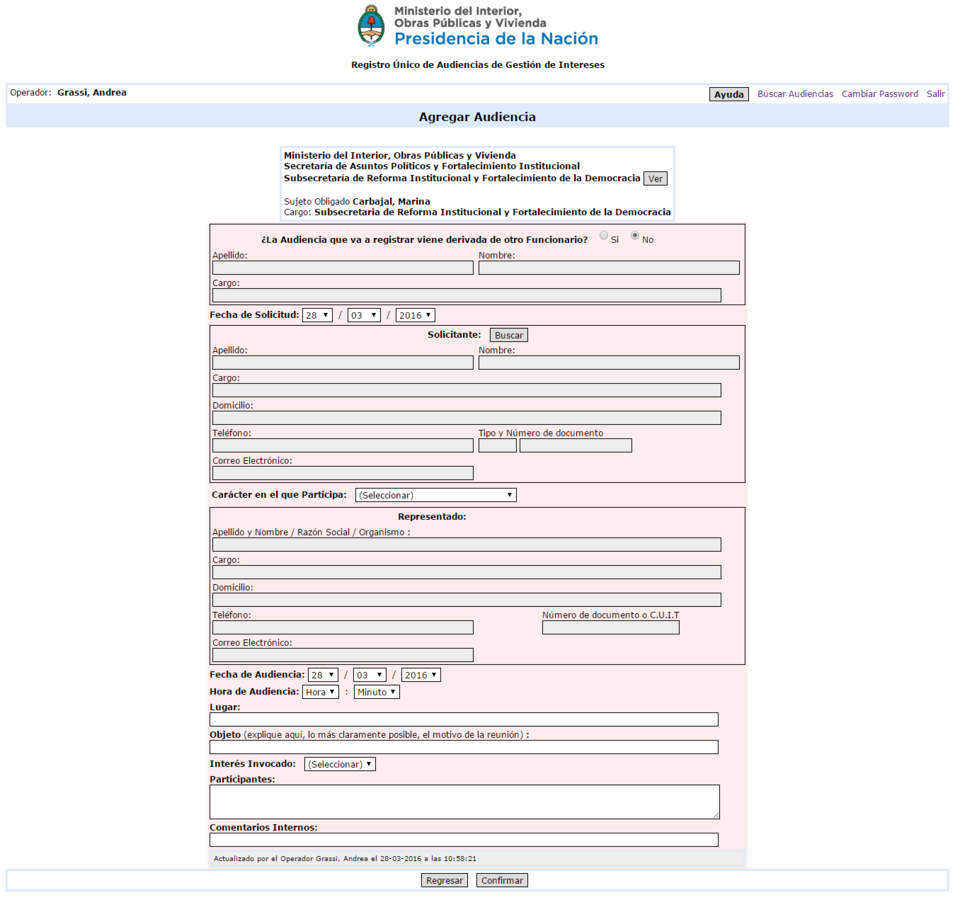 Ministerio del Interior,
Obras Públicas y Vivienda
Presidencia de la Nación
Registro Único de Audiencias de Gestión de Intereses
Operador: Grassi, Andrea
Ayuda Buscar Audiencias Cambiar Password Salir
Agregar Audiencia
Ministerio del Interior, Obras Públicas y Vivienda
Secretaría de Asuntos Políticos y Fortalecimiento Institucional
Subsecretaría de Reforma Institucional y Fortalecimiento de la Democracia Ver
Sujeto Obligado Carbajal, Marina
Cargo: Subsecretaria de Reforma Institucional y Fortalecimiento de la Democracia
¿La Audiencia que va a registrar viene derivada de otro Funcionario? Si No
Apellido: Nombre:
Cargo:
Fecha de Solicitud: 28 / 03 / 2016
Solicitante: Buscar
Apellido: Nombre:
Cargo:
Domicilio:
Teléfono: Tipo y Número de documento
Correo Electrónico:
Carácter en el que Participa: (Seleccionar)
Representado:
Apellido y Nombre / Razón Social / Organismo :
Cargo:
Domicilio:
Teléfono: Número de documento o C.U.I.T
Correo Electrónico:
Fecha de Audiencia: 28 / 03 / 2016
Hora de Audiencia: Hora : Minuto
Lugar:
Objeto (explique aquí, lo más claramente posible, el motivo de la reunión) :
Interés Invocado: (Seleccionar)
Participantes:
Comentarios Internos:
Actualizado por el Operador Grassi, Andrea el 28-03-2016 a las 10:58:21
Regresar Confirmar